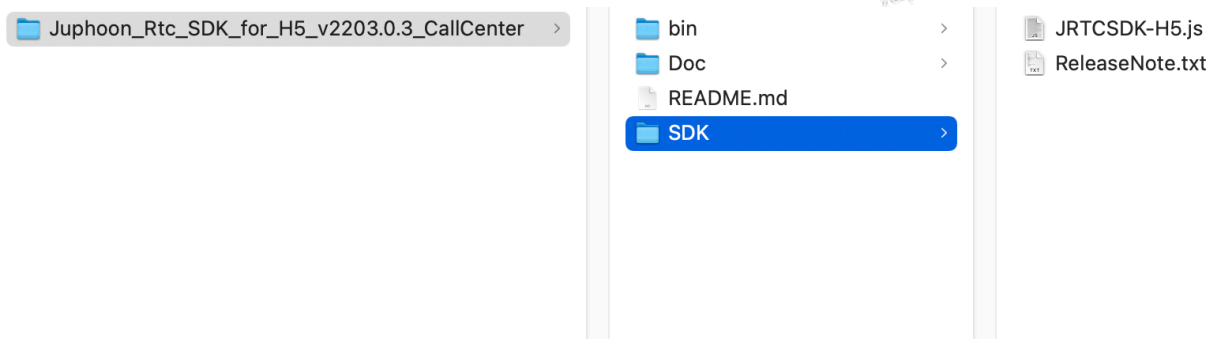 Juphoon_Rtc_SDK_for_H5_v2203.0.3_CallCenter
bin
Doc
README.md
SDK
JRTCSDK-H5.js
ReleaseNote.txt